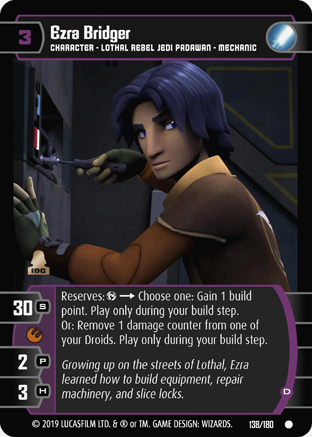 3
Ezra Bridger
CHARACTER - LOTHAL REBEL JEDI PADAWAN - MECHANIC
IDC
30 S
2 P
3 H
Reserves: → Choose one: Gain 1 build
point. Play only during your build step.
Or: Remove 1 damage counter from one of
your Droids. Play only during your build step.
Growing up on the streets of Lothal, Ezra
learned how to build equipment, repair
machinery, and slice locks.
D
© 2019 LUCASFILM LTD. & ® or TM. GAME DESIGN: WIZARDS.
138/180